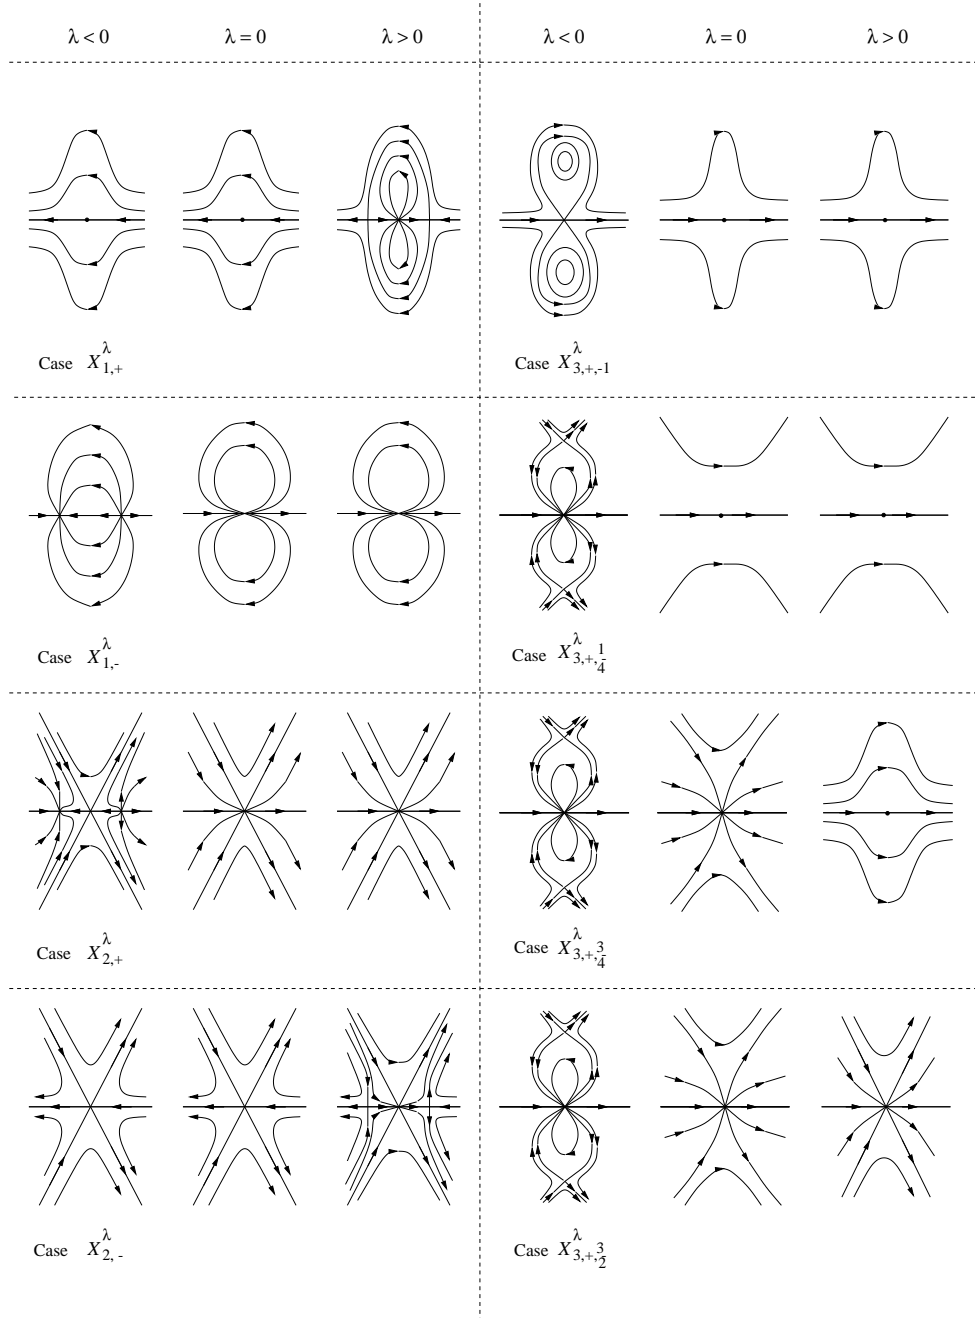 λ < 0 λ = 0 λ > 0 λ < 0 λ = 0 λ > 0
Case X^λ_{1,+} Case X^λ_{3,+,-1}
Case X^λ_{1,-} Case X^λ_{3,+,1/4}
Case X^λ_{2,+} Case X^λ_{3,+,3/4}
Case X^λ_{2,-} Case X^λ_{3,+,3/2}